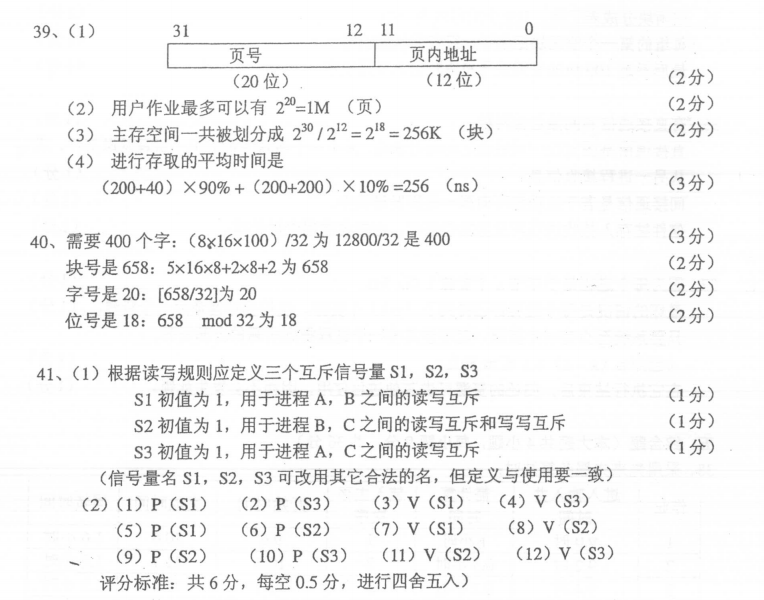 39、（1） 31 12 11 0
页号 页内地址
（20 位） （12 位） （2分）
（2） 用户作业最多可以有 2^20=1M （页） （2分）
（3） 主存空间一共被划分成 2^30 / 2^12 = 2^18 = 256K （块） （2分）
（4） 进行存取的平均时间是
（200+40）×90% +（200+200）×10% =256 （ns） （3分）
40、需要 400 个字：（8×16×100）/32 为 12800/32 是 400 （3分）
块号是 658：5×16×8+2×8+2 为 658 （2分）
字号是 20：[658/32]为 20 （2分）
位号是 18：658 mod 32 为 18 （2分）
41、（1）根据读写规则应定义三个互斥信号量 S1，S2，S3
S1 初值为 1，用于进程 A，B 之间的读写互斥 （1分）
S2 初值为 1，用于进程 B，C 之间的读写互斥和写写互斥 （1分）
S3 初值为 1，用于进程 A，C 之间的读写互斥 （1分）
（信号量名 S1，S2，S3 可改用其它合法的名，但定义与使用要一致）
（2）（1）P（S1） （2）P（S3） （3）V（S1） （4）V（S3）
（5）P（S1） （6）P（S2） （7）V（S1） （8）V（S2）
（9）P（S2） （10）P（S3） （11）V（S2） （12）V（S3）
评分标准：共 6 分，每空 0.5 分，进行四舍五入）